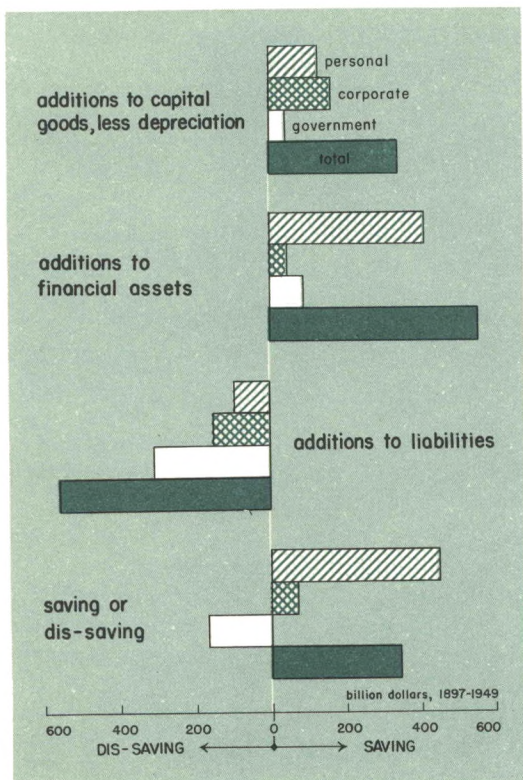 personal
additions to capital
goods, less depreciation
corporate
government
total
additions to
financial assets
additions to liabilities
saving or
dis-saving
billion dollars, 1897-1949
600 400 200 0 200 400 600
DIS-SAVING SAVING